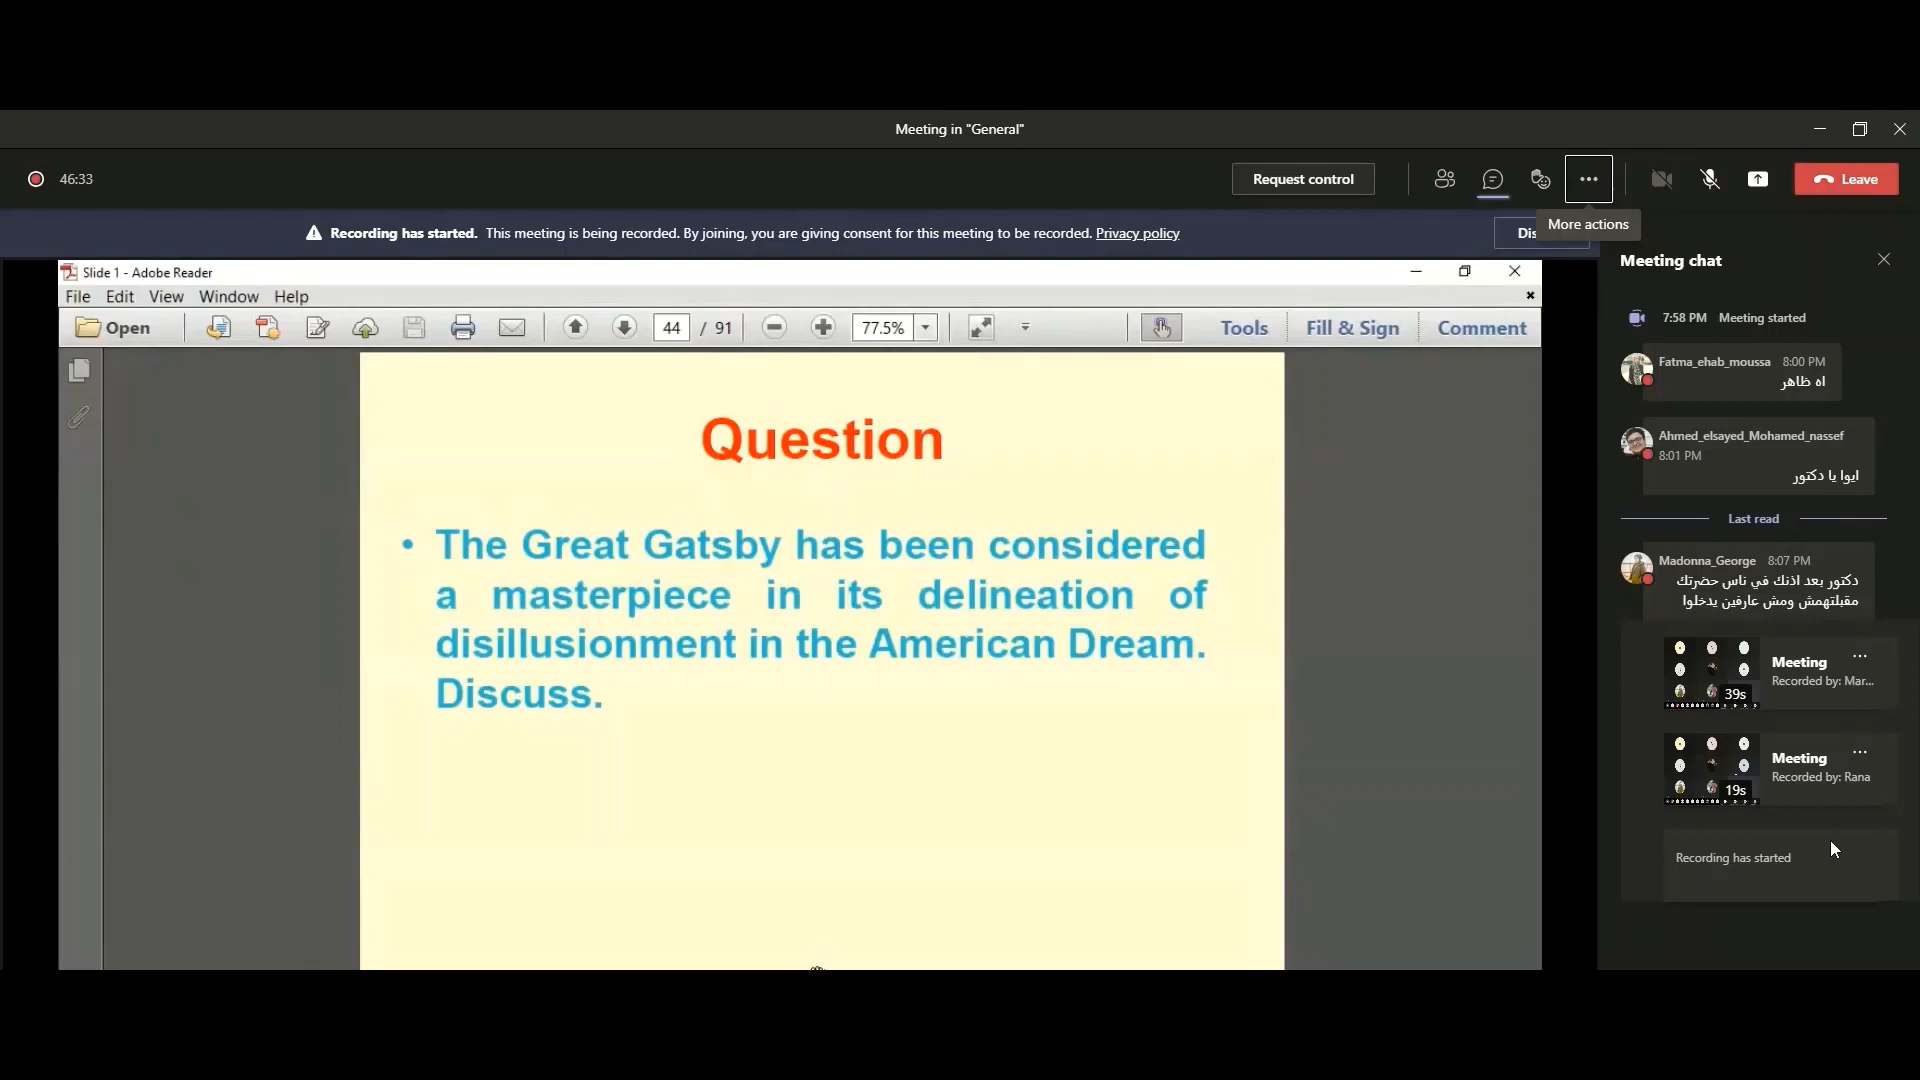 Meeting in "General"
46:33
Request control
Leave
More actions
Recording has started. This meeting is being recorded. By joining, you are giving consent for this meeting to be recorded. Privacy policy
Dis
Slide 1 - Adobe Reader
File Edit View Window Help
Open
44 / 91
77.5%
Tools
Fill & Sign
Comment
Question
• The Great Gatsby has been considered
a masterpiece in its delineation of
disillusionment in the American Dream.
Discuss.
Meeting chat
7:58 PM Meeting started
Fatma_ehab_moussa 8:00 PM
اه ظاهر
Ahmed_elsayed_Mohamed_nassef
8:01 PM
ايوا يا دكتور
Last read
Madonna_George 8:07 PM
دكتور بعد اذنك في ناس حضرتك
مقبلتهمش ومش عارفين يدخلوا
Meeting
Recorded by: Mar...
39s
Meeting
Recorded by: Rana
19s
Recording has started